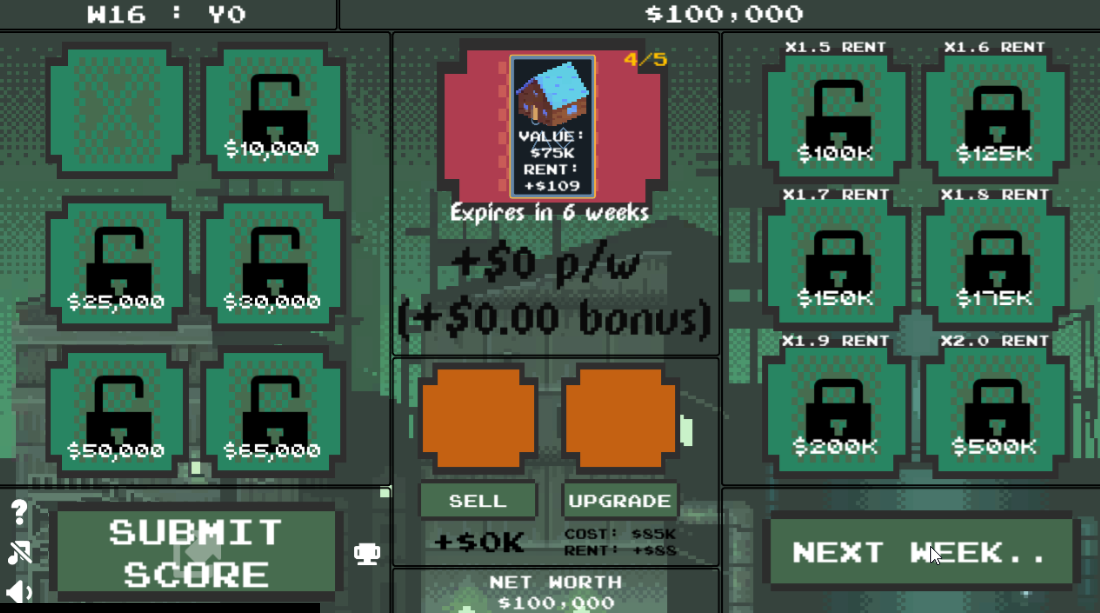 W16 : Y0
$100,000
$10,000
$25,000
$30,000
$50,000
$65,000
SUBMIT
SCORE
?
4/5
VALUE:
$75K
RENT:
+$109
Expires in 6 weeks
+$0 p/w
(+$0.00 bonus)
SELL
UPGRADE
+$0K
COST: $85K
RENT: +$88
NET WORTH
$100,000
X1.5 RENT
X1.6 RENT
$100K
$125K
X1.7 RENT
X1.8 RENT
$150K
$175K
X1.9 RENT
X2.0 RENT
$200K
$500K
NEXT WEEK..